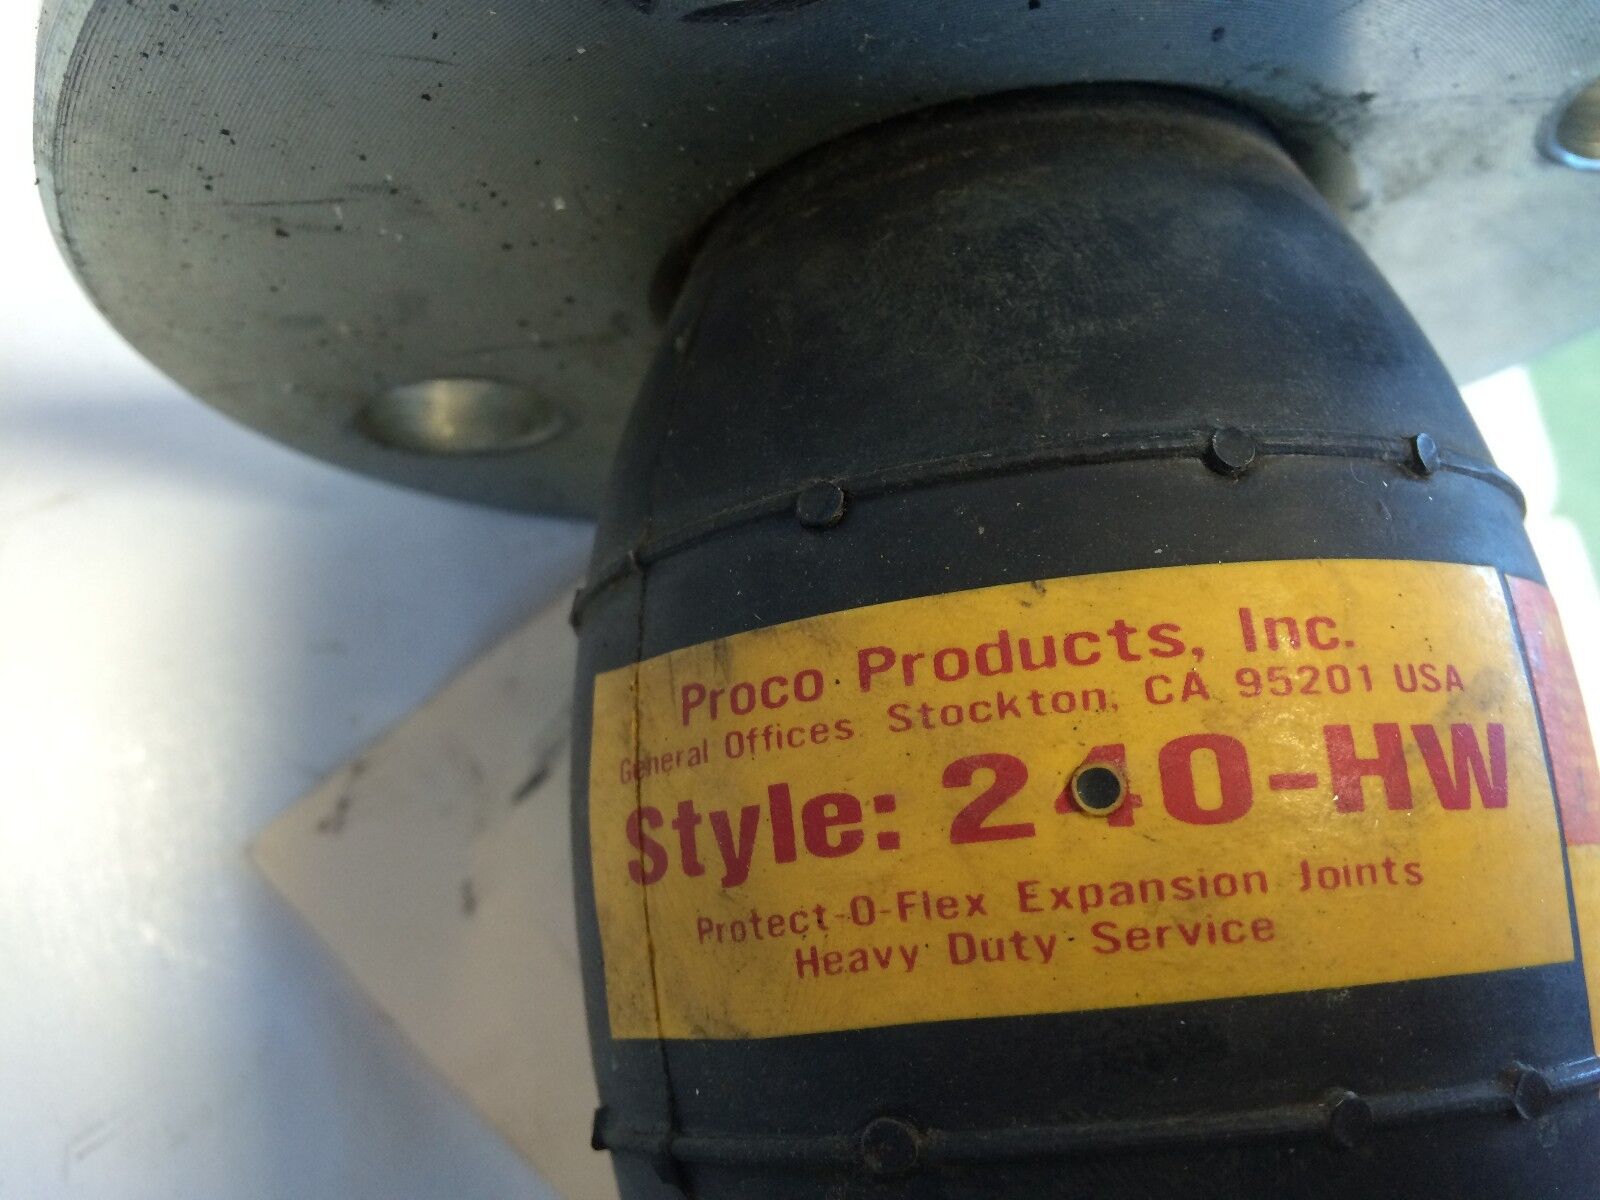 Proco Products, Inc.
General Offices Stockton, CA 95201 USA
Style: 240-HW
Protect-O-Flex Expansion Joints
Heavy Duty Service